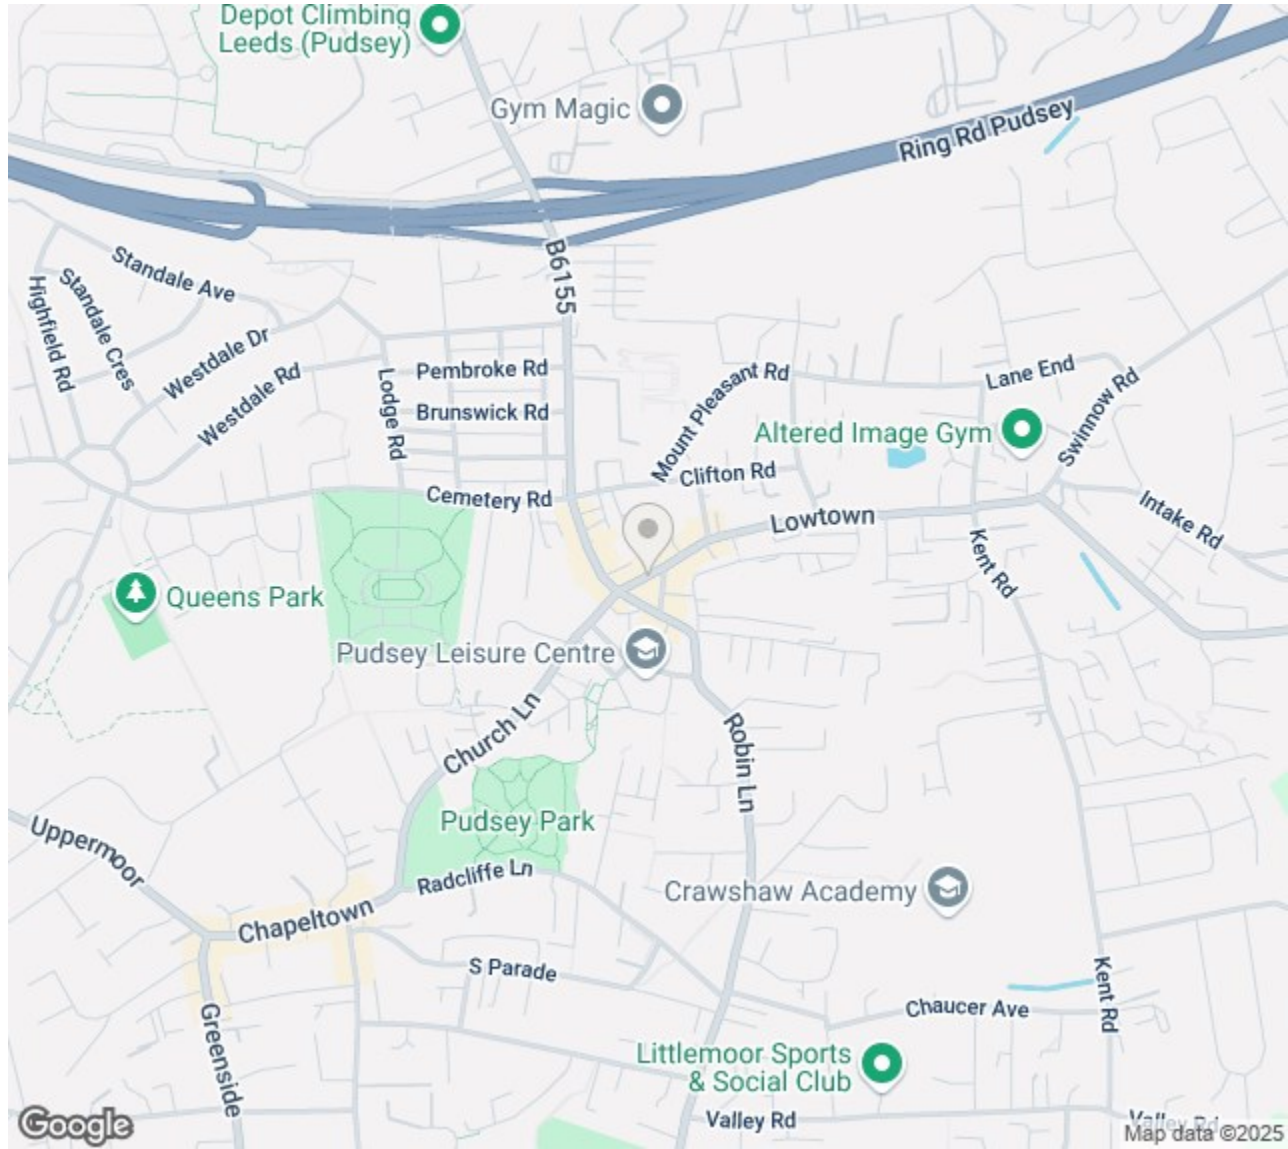 Depot Climbing
Leeds (Pudsey)
Gym Magic
Ring Rd Pudsey
B6155
Standale Ave
Standale Cres
Highfield Rd
Westdale Dr
Westdale Rd
Lodge Rd
Pembroke Rd
Brunswick Rd
Mount Pleasant Rd
Lane End
Swinnow Rd
Altered Image Gym
Clifton Rd
Cemetery Rd
Lowtown
Intake Rd
Kent Rd
Queens Park
Pudsey Leisure Centre
Church Ln
Robin Ln
Pudsey Park
Uppermoor
Radcliffe Ln
Crawshaw Academy
Chapeltown
S Parade
Kent Rd
Chaucer Ave
Greenside
Littlemoor Sports
& Social Club
Valley Rd
Valley Rd
Google
Map data ©2025